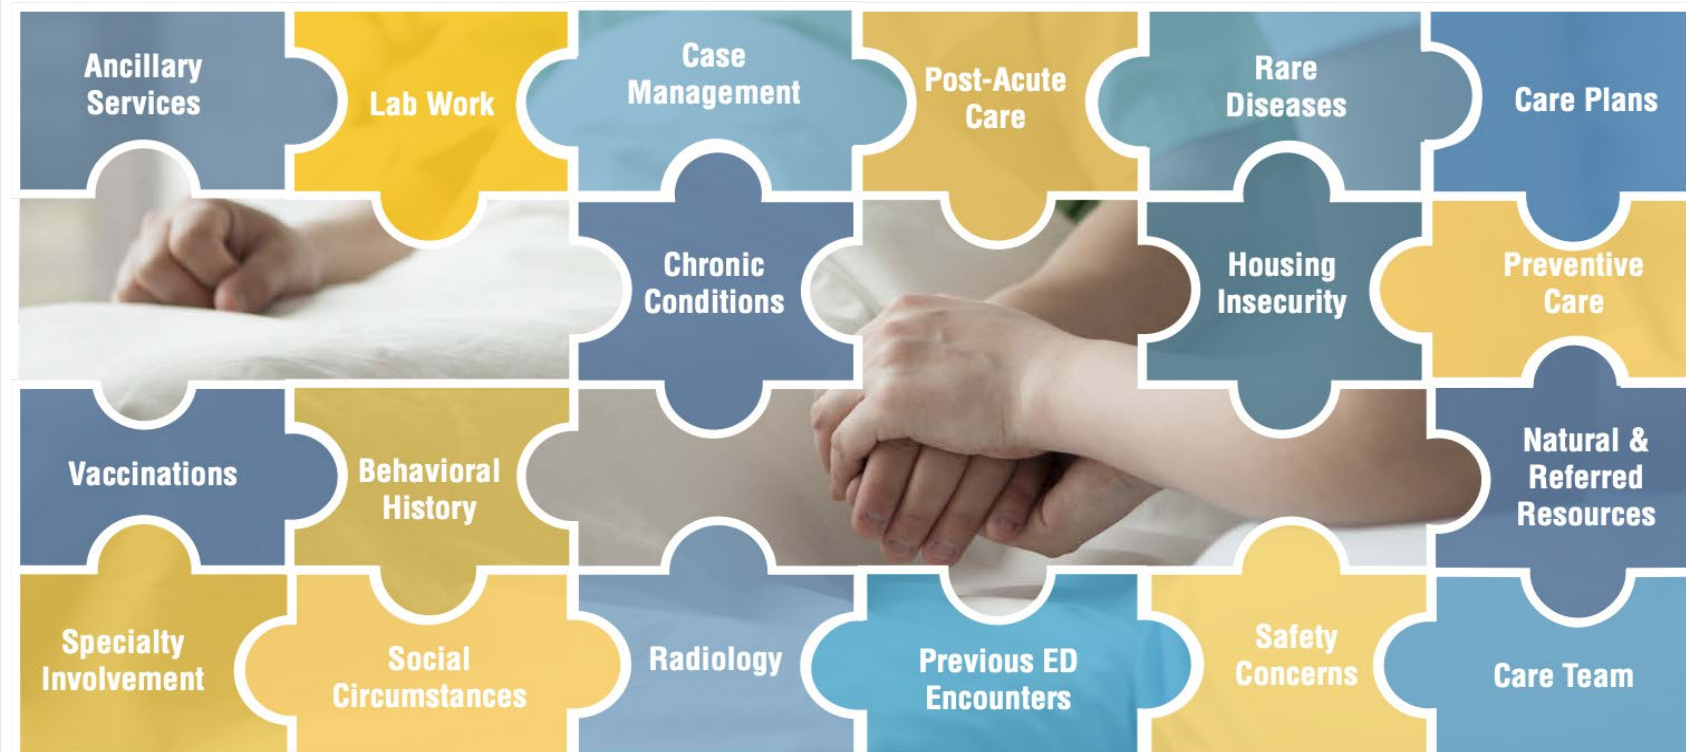 Ancillary
Services
Lab Work
Case
Management
Post-Acute
Care
Rare
Diseases
Care Plans
Chronic
Conditions
Housing
Insecurity
Preventive
Care
Vaccinations
Behavioral
History
Natural &
Referred
Resources
Specialty
Involvement
Social
Circumstances
Radiology
Previous ED
Encounters
Safety
Concerns
Care Team